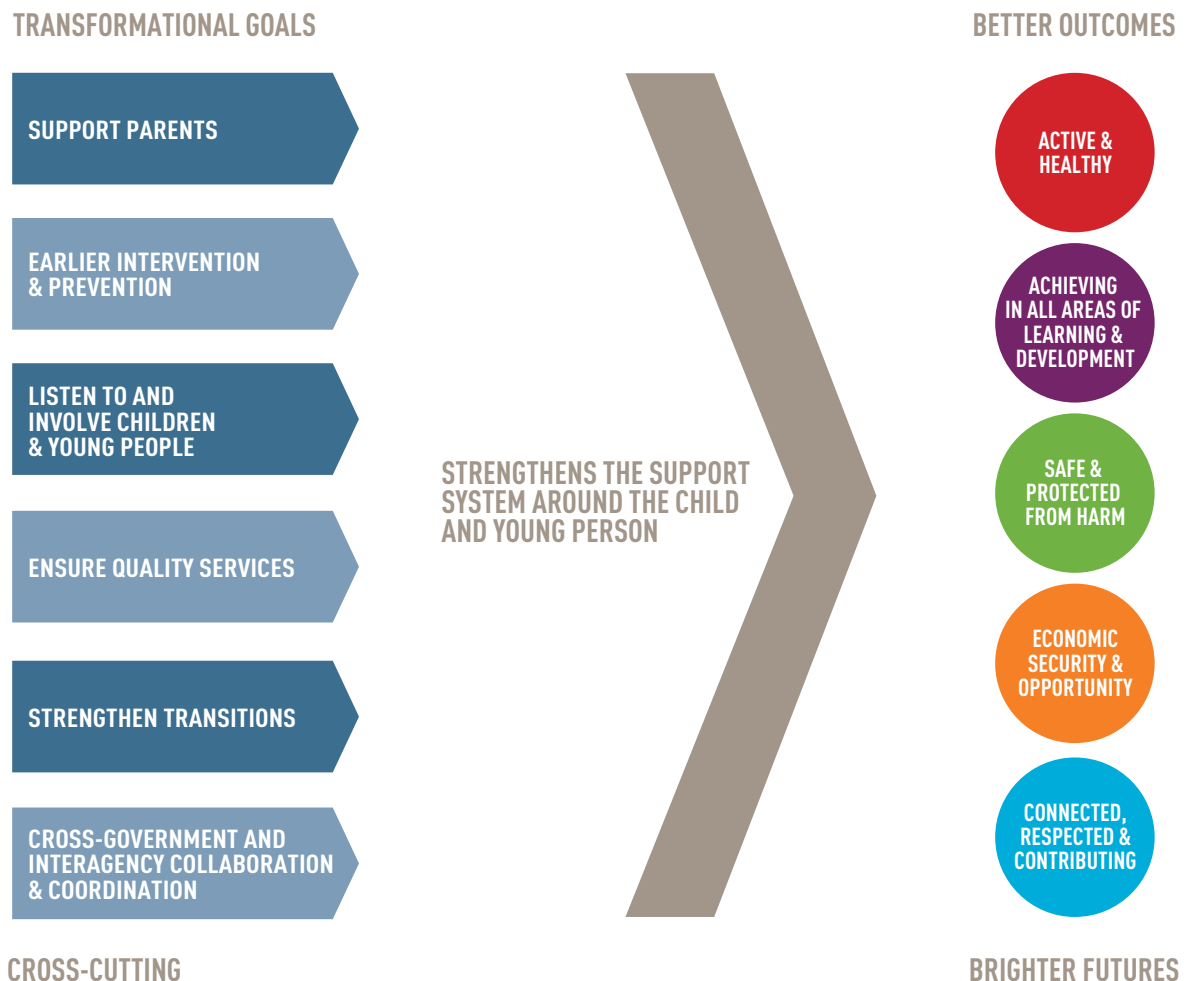 TRANSFORMATIONAL GOALS
SUPPORT PARENTS
EARLIER INTERVENTION
& PREVENTION
LISTEN TO AND
INVOLVE CHILDREN
& YOUNG PEOPLE
ENSURE QUALITY SERVICES
STRENGTHEN TRANSITIONS
CROSS-GOVERNMENT AND
INTERAGENCY COLLABORATION
& COORDINATION
CROSS-CUTTING
STRENGTHENS THE SUPPORT
SYSTEM AROUND THE CHILD
AND YOUNG PERSON
BETTER OUTCOMES
ACTIVE &
HEALTHY
ACHIEVING
IN ALL AREAS OF
LEARNING &
DEVELOPMENT
SAFE &
PROTECTED
FROM HARM
ECONOMIC
SECURITY &
OPPORTUNITY
CONNECTED,
RESPECTED &
CONTRIBUTING
BRIGHTER FUTURES